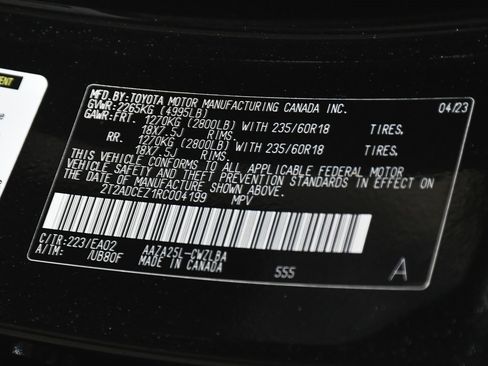 MFD.BY:TOYOTA MOTOR MANUFACTURING CANADA INC. 04/23
GVWR:2265KG (4995LB)
GAWR:FRT. 1270KG (2800LB) WITH 235/60R18 TIRES.
18X7.5J RIMS.
RR. 1270KG (2800LB) WITH 235/60R18 TIRES.
18X7.5J RIMS.
THIS VEHICLE CONFORMS TO ALL APPLICABLE FEDERAL MOTOR
VEHICLE SAFETY AND THEFT PREVENTION STANDARDS IN EFFECT ON
THE DATE OF MANUFACTURE SHOWN ABOVE.
2T2ADCEZ1RC004199 MPV
C/TR:223/EA02 AAZA25L-CWZLBA
A/TM: /UB80F MADE IN CANADA 555 A